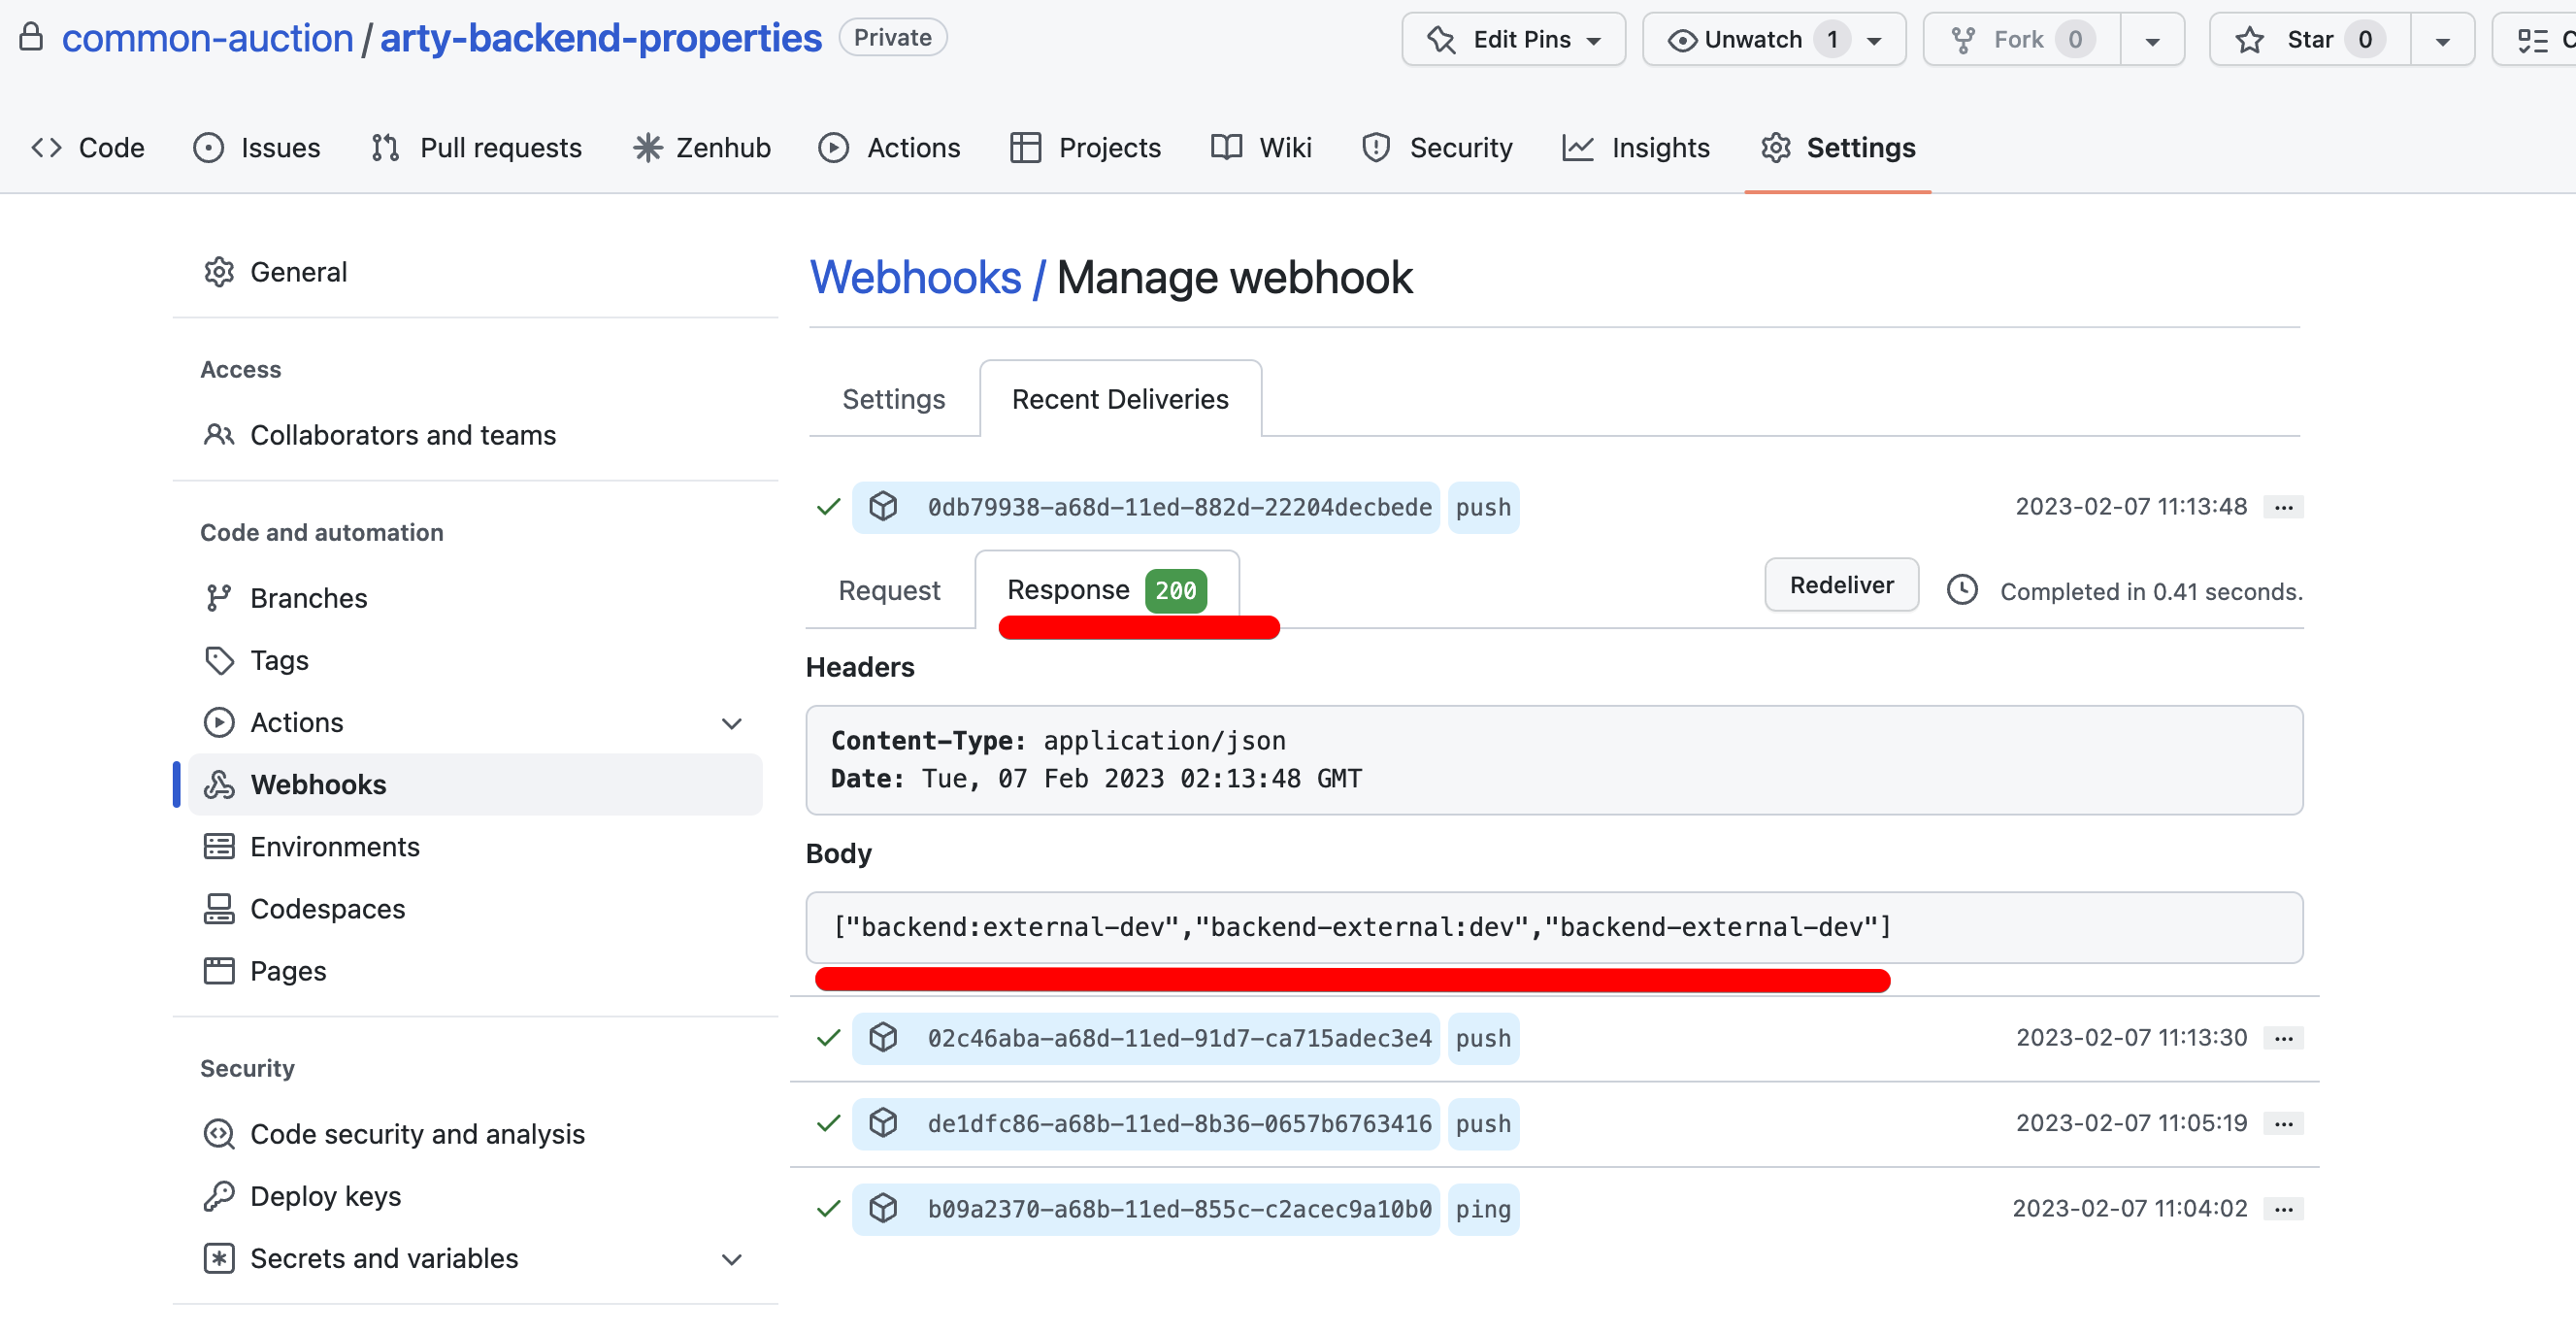 common-auction / arty-backend-properties Private Edit Pins Unwatch 1 Fork 0 Star 0
Code Issues Pull requests Zenhub Actions Projects Wiki Security Insights Settings
General
Access
Collaborators and teams
Code and automation
Branches
Tags
Actions
Webhooks
Environments
Codespaces
Pages
Security
Code security and analysis
Deploy keys
Secrets and variables
Webhooks / Manage webhook
Settings Recent Deliveries
0db79938-a68d-11ed-882d-22204decbede push 2023-02-07 11:13:48 ...
Request Response 200 Redeliver Completed in 0.41 seconds.
Headers
Content-Type: application/json
Date: Tue, 07 Feb 2023 02:13:48 GMT
Body
["backend:external-dev","backend-external:dev","backend-external-dev"]
02c46aba-a68d-11ed-91d7-ca715adec3e4 push 2023-02-07 11:13:30 ...
de1dfc86-a68b-11ed-8b36-0657b6763416 push 2023-02-07 11:05:19 ...
b09a2370-a68b-11ed-855c-c2acec9a10b0 ping 2023-02-07 11:04:02 ...